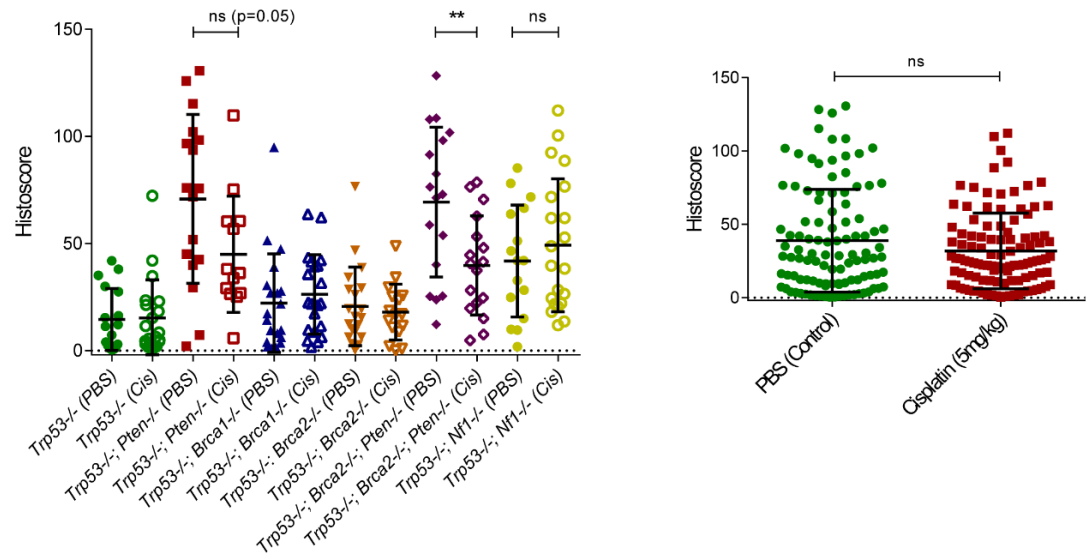 ns (p=0.05)
**
ns
150
100
50
0
Histoscore
Trp53-/- (PBS)
Trp53-/- (Cis)
Trp53-/-; Pten-/- (PBS)
Trp53-/-; Pten-/- (Cis)
Trp53-/-; Brca1-/- (PBS)
Trp53-/-; Brca1-/- (Cis)
Trp53-/-; Brca2-/- (PBS)
Trp53-/-; Brca2-/- (Cis)
Trp53-/-; Brca2-/-; Pten-/- (PBS)
Trp53-/-; Brca2-/-; Pten-/- (Cis)
Trp53-/-; Nf1-/- (PBS)
Trp53-/-; Nf1-/- (Cis)
ns
150
100
50
0
Histoscore
PBS (Control)
Cisplatin (5mg/kg)